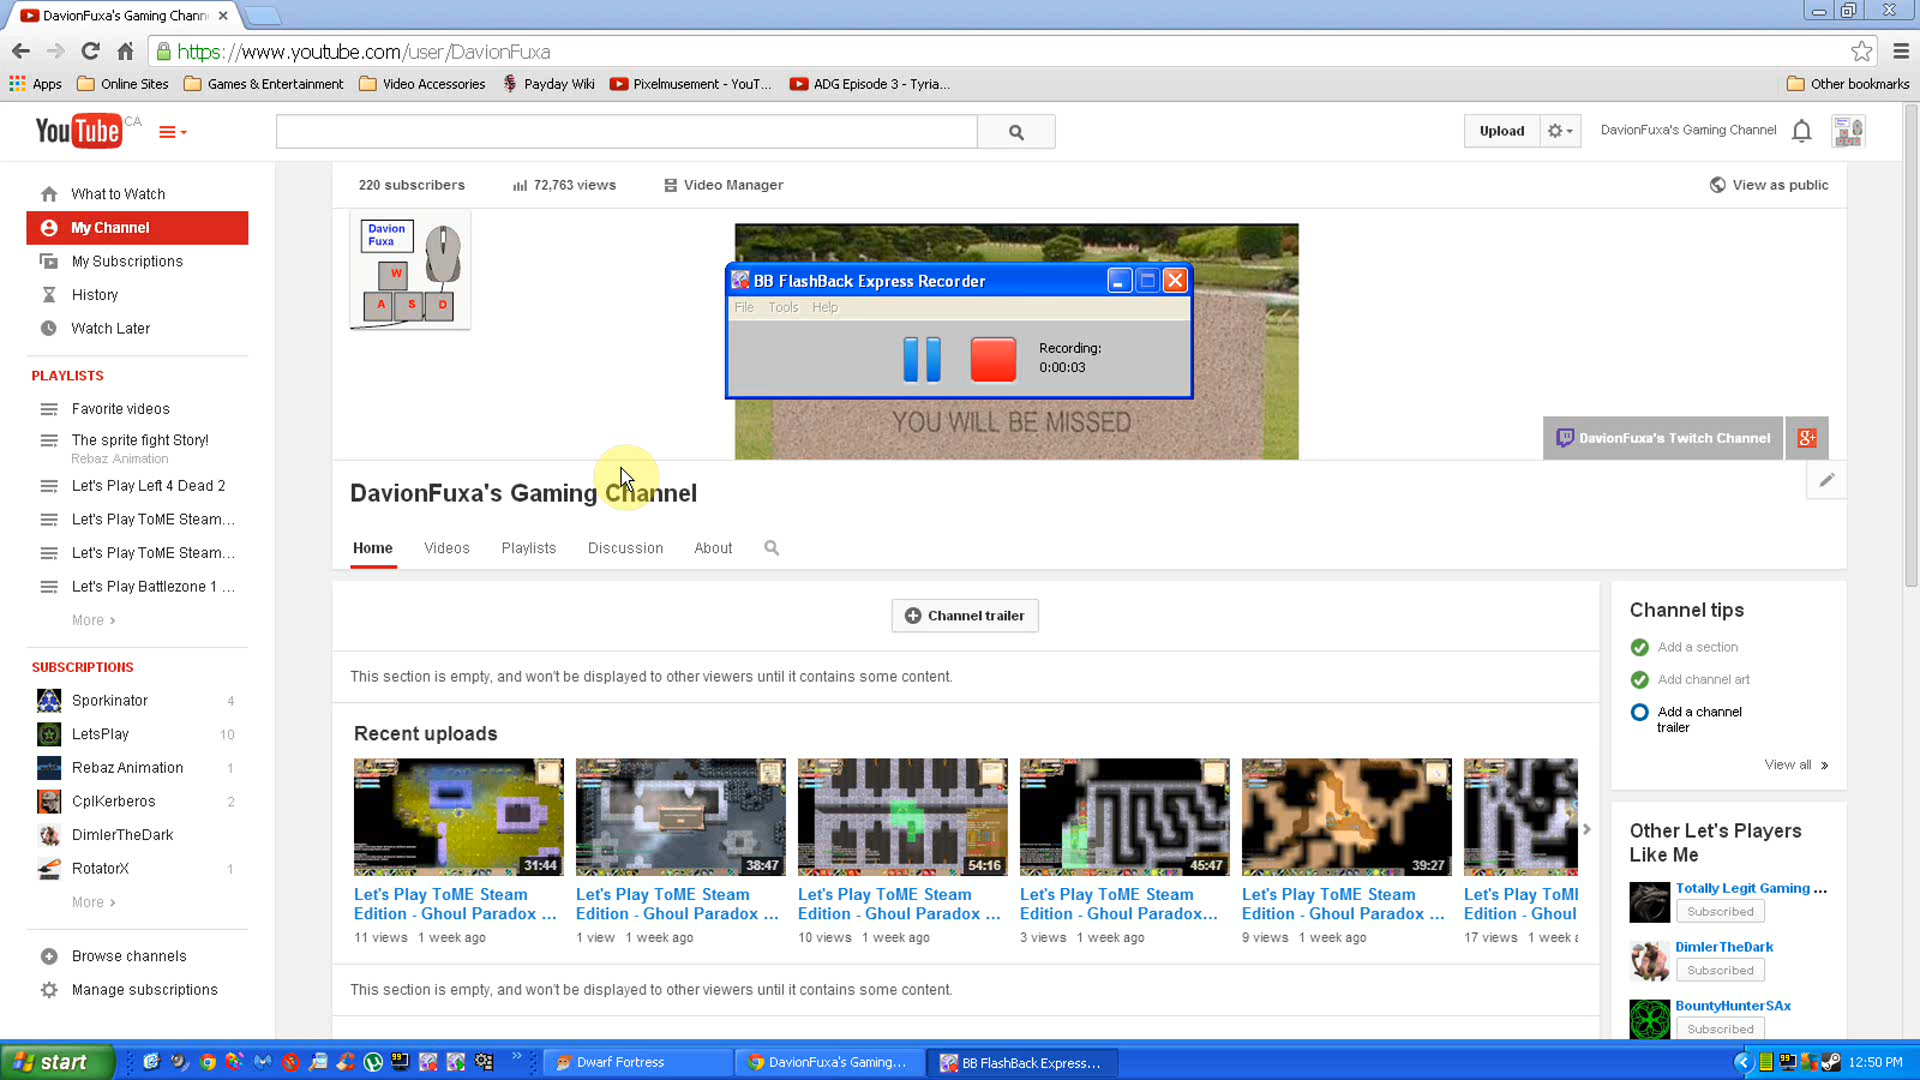 DavionFuxa's Gaming Chann
https://www.youtube.com/user/DavionFuxa
Apps
Online Sites
Games & Entertainment
Video Accessories
Payday Wiki
Pixelmusement - YouT...
ADG Episode 3 - Tyria...
Other bookmarks
YouTube CA
Upload
DavionFuxa's Gaming Channel
What to Watch
My Channel
My Subscriptions
History
Watch Later
PLAYLISTS
Favorite videos
The sprite fight Story!
Rebaz Animation
Let's Play Left 4 Dead 2
Let's Play ToME Steam...
Let's Play ToME Steam...
Let's Play Battlezone 1 ...
More ›
SUBSCRIPTIONS
Sporkinator 4
LetsPlay 10
Rebaz Animation 1
CplKerberos 2
DimlerTheDark
RotatorX 1
More ›
Browse channels
Manage subscriptions
220 subscribers
72,763 views
Video Manager
View as public
Davion
Fuxa
W
A S D
BB FlashBack Express Recorder
File Tools Help
Recording:
0:00:03
YOU WILL BE MISSED
DavionFuxa's Twitch Channel
g+
DavionFuxa's Gaming Channel
Home
Videos
Playlists
Discussion
About
Channel trailer
This section is empty, and won't be displayed to other viewers until it contains some content.
Recent uploads
31:44
38:47
54:16
45:47
39:27
Let's Play ToME Steam
Edition - Ghoul Paradox ...
11 views 1 week ago
Let's Play ToME Steam
Edition - Ghoul Paradox ...
1 view 1 week ago
Let's Play ToME Steam
Edition - Ghoul Paradox ...
10 views 1 week ago
Let's Play ToME Steam
Edition - Ghoul Paradox...
3 views 1 week ago
Let's Play ToME Steam
Edition - Ghoul Paradox ...
9 views 1 week ago
Let's Play ToME
Edition - Ghoul
17 views 1 week a
This section is empty, and won't be displayed to other viewers until it contains some content.
Channel tips
Add a section
Add channel art
Add a channel
trailer
View all »
Other Let's Players
Like Me
Totally Legit Gaming ...
Subscribed
DimlerTheDark
Subscribed
BountyHunterSAx
Subscribed
start
Dwarf Fortress
DavionFuxa's Gaming...
BB FlashBack Express...
12:50 PM